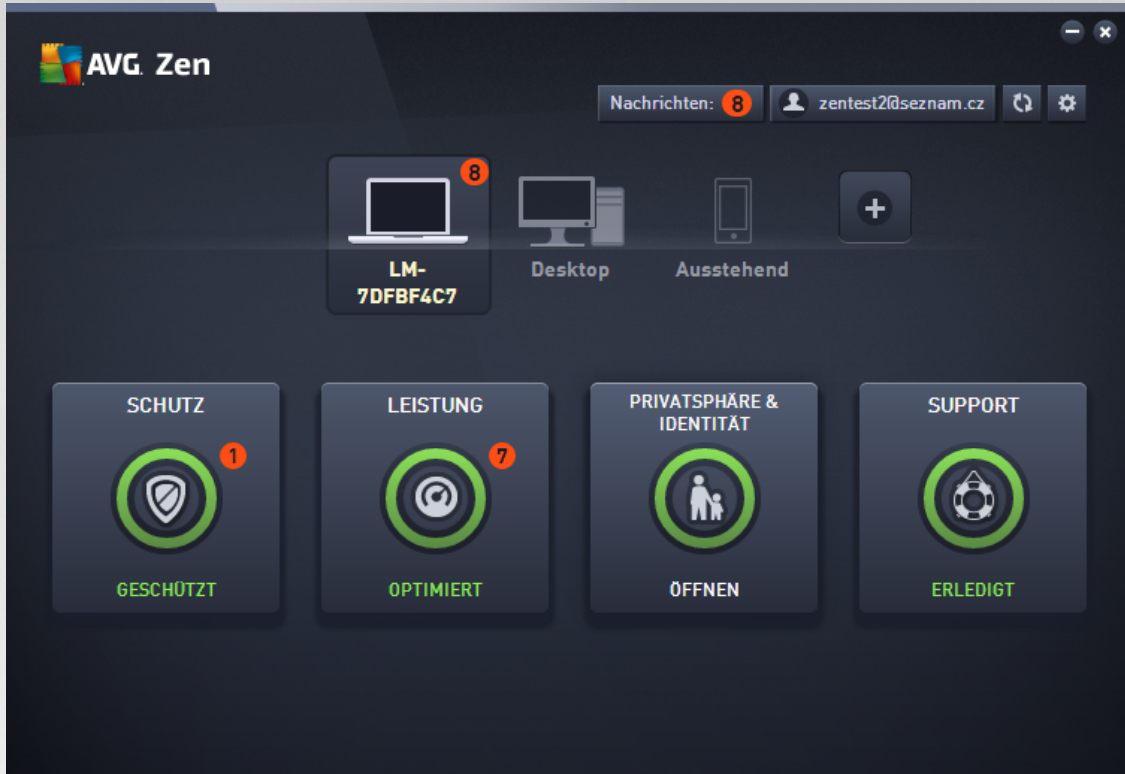 AVG. Zen
Nachrichten: 8
zentest2@seznam.cz
8
LM-
7DFBF4C7
Desktop
Ausstehend
SCHUTZ
1
GESCHÜTZT
LEISTUNG
7
OPTIMIERT
PRIVATSPHÄRE &
IDENTITÄT
ÖFFNEN
SUPPORT
ERLEDIGT